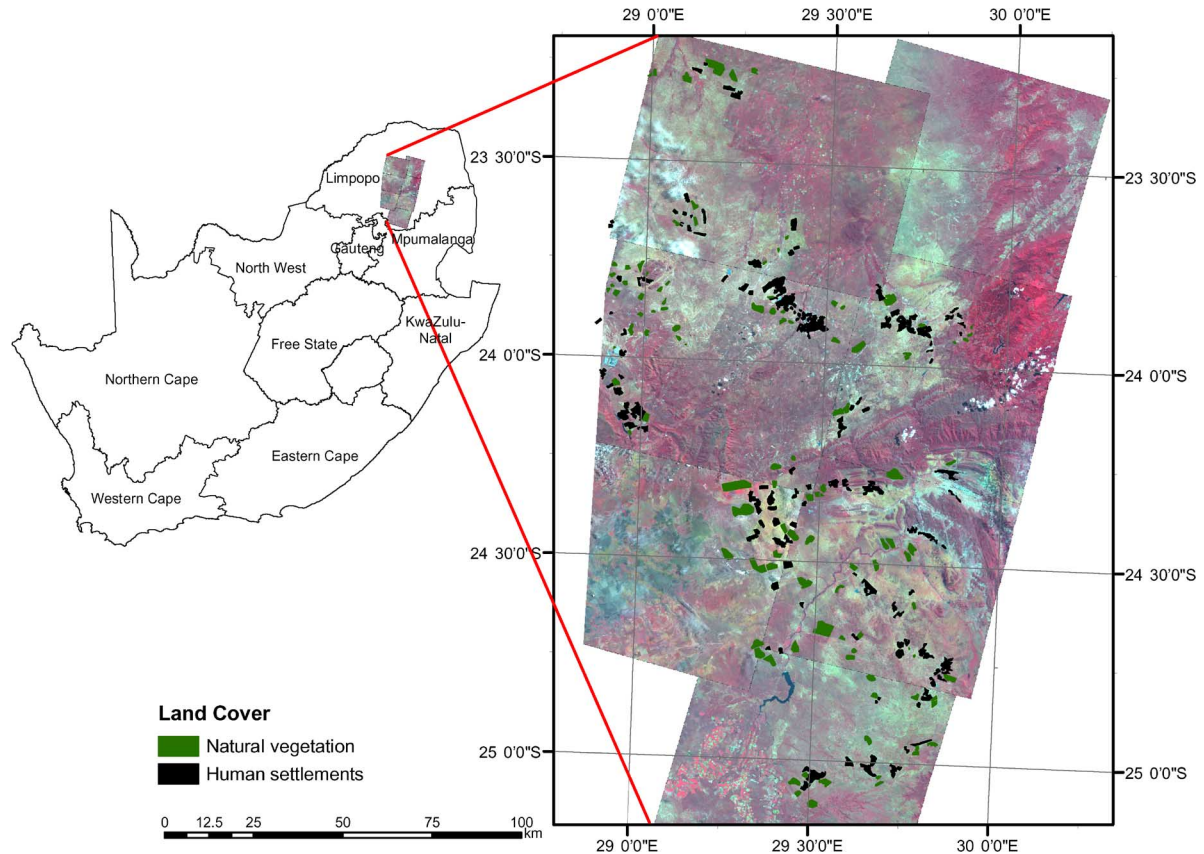 29 0'0"E
29 30'0"E
30 0'0"E
23 30'0"S
23 30'0"S
Limpopo
Mpumalanga
Gauteng
North West
KwaZulu-
Natal
Free State
24 0'0"S
24 0'0"S
Northern Cape
Eastern Cape
Western Cape
24 30'0"S
24 30'0"S
Land Cover
Natural vegetation
Human settlements
25 0'0"S
25 0'0"S
0 12.5 25 50 75 100
km
29 0'0"E
29 30'0"E
30 0'0"E